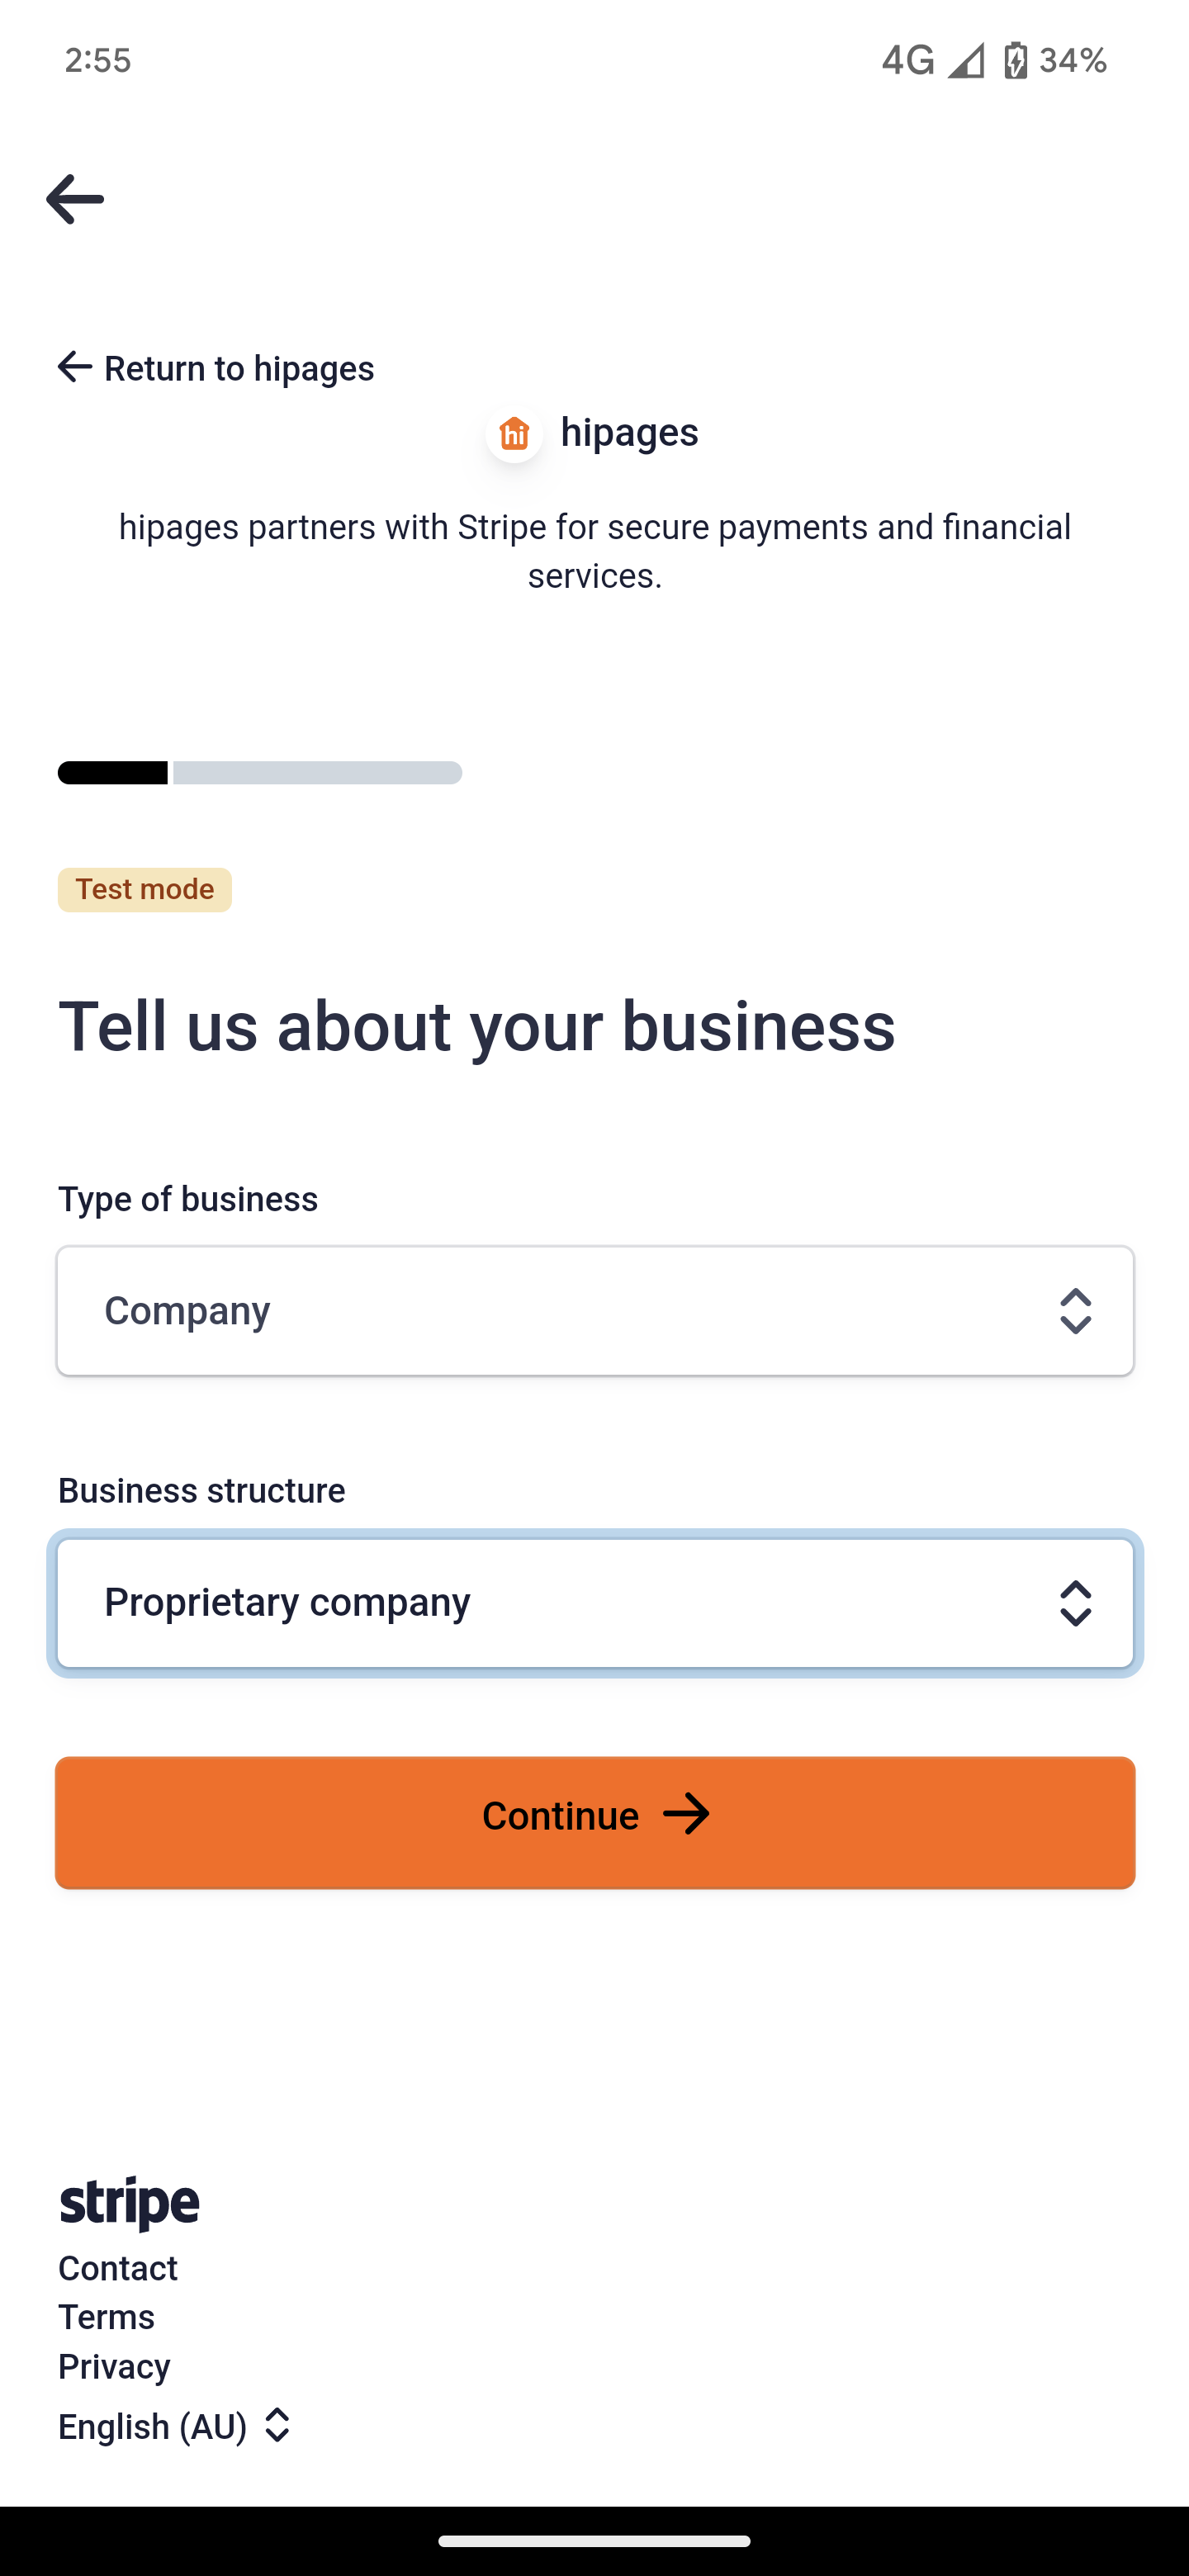 2:55
4G 34%
Return to hipages
hi hipages
hipages partners with Stripe for secure payments and financial
services.
Test mode
Tell us about your business
Type of business
Company
Business structure
Proprietary company
Continue
stripe
Contact
Terms
Privacy
English (AU)